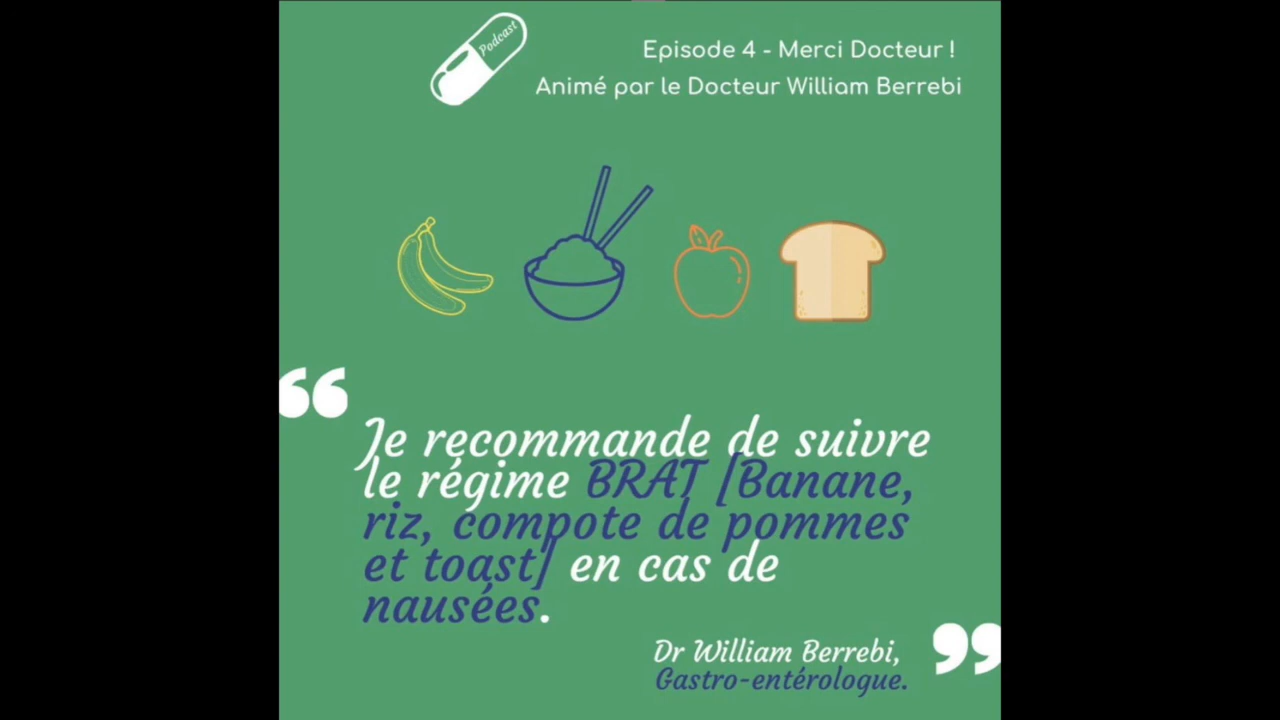 Podcast
Episode 4 - Merci Docteur !
Animé par le Docteur William Berrebi
“
Je recommande de suivre
le régime BRAT [Banane,
riz, compote de pommes
et toast] en cas de
nausées.
Dr William Berrebi,
Gastro-entérologue.
”